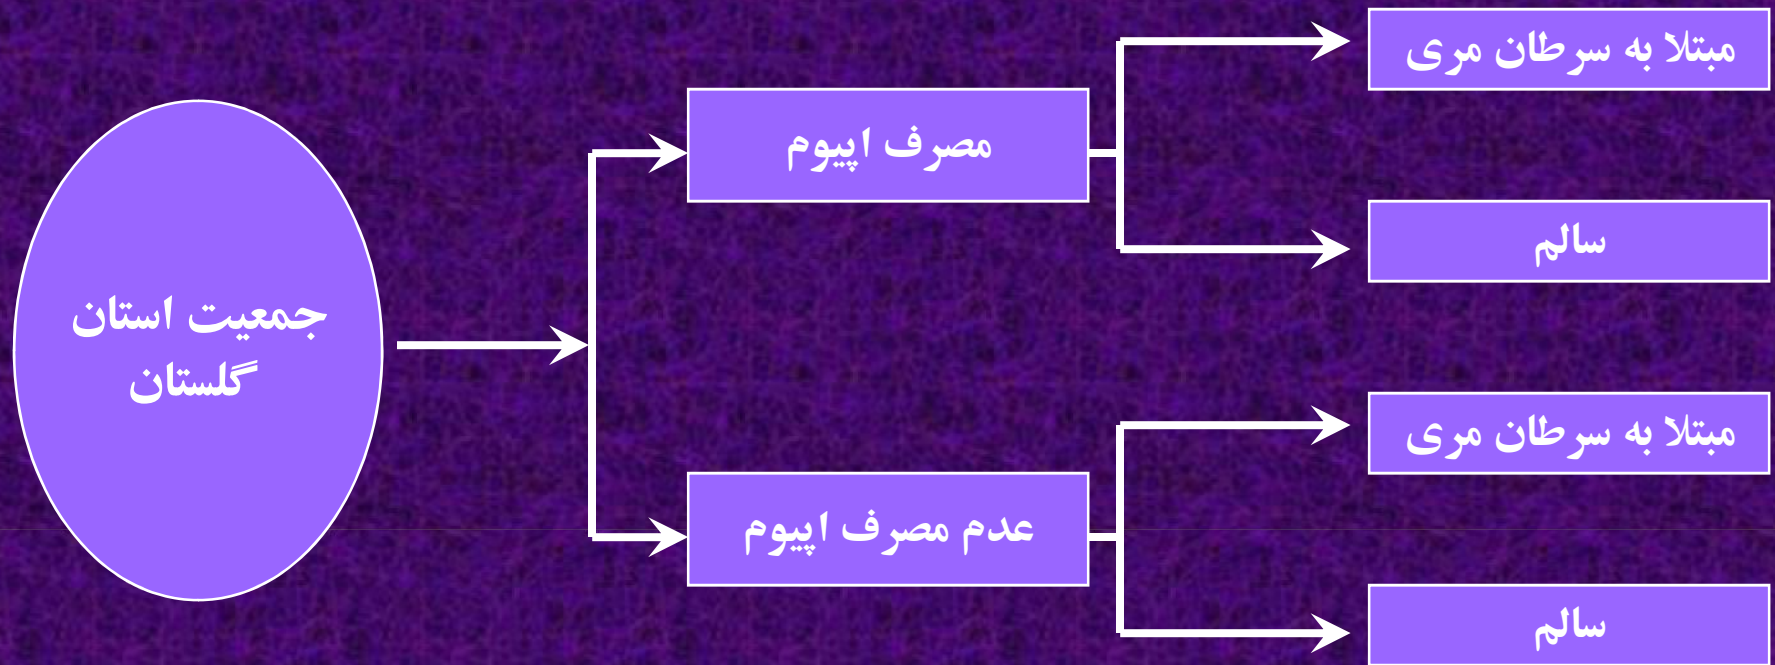 جمعیت استان
گلستان
مصرف اپیوم
عدم مصرف اپیوم
مبتلا به سرطان مری
سالم
مبتلا به سرطان مری
سالم